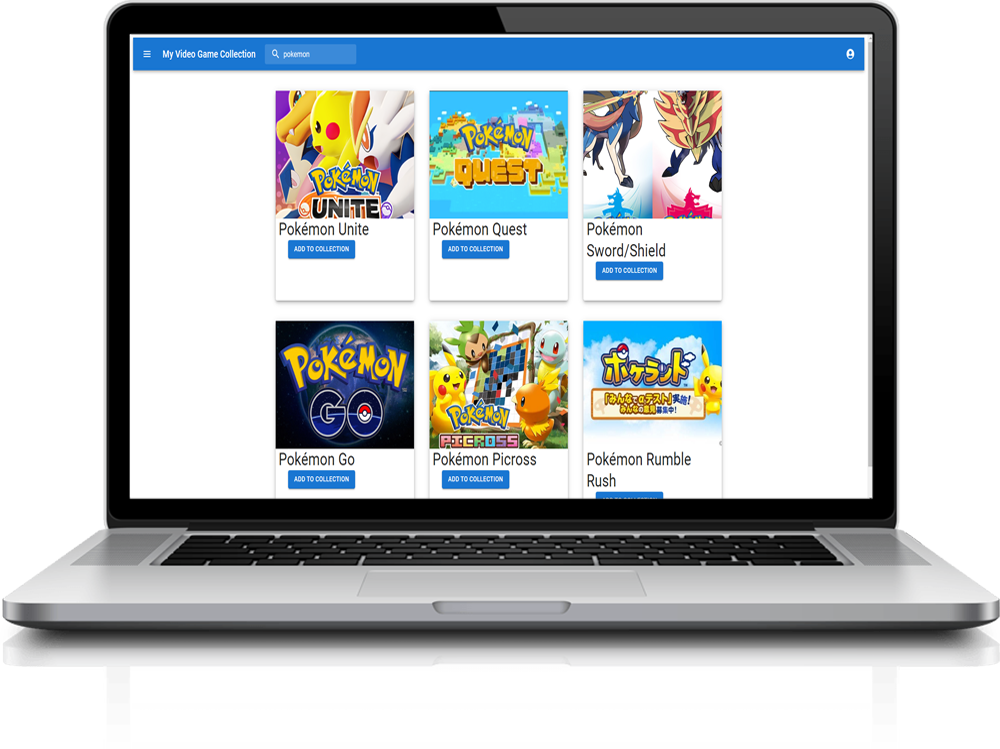 My Video Game Collection
pokemon
POKéMON
UNITE
POKéMON
QUEST
Pokémon Unite
ADD TO COLLECTION
Pokémon Quest
ADD TO COLLECTION
Pokémon
Sword/Shield
ADD TO COLLECTION
POKéMON
GO
POKéMON
PICROSS
ポケランド
「みんなでβテスト」実施!
みんなの意見募集中!
Pokémon Go
ADD TO COLLECTION
Pokémon Picross
ADD TO COLLECTION
Pokémon Rumble
Rush